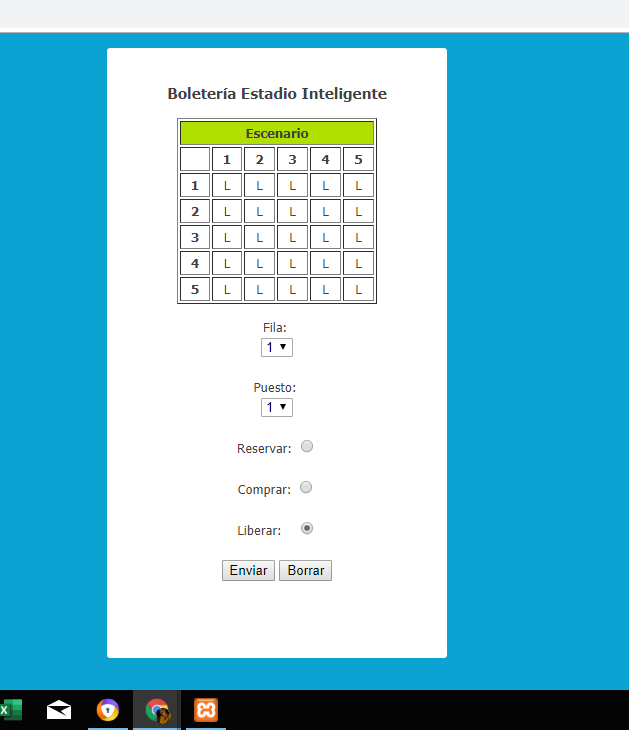 Boletería Estadio Inteligente
Escenario
1 2 3 4 5
1 L L L L L
2 L L L L L
3 L L L L L
4 L L L L L
5 L L L L L
Fila:
1
Puesto:
1
Reservar:
Comprar:
Liberar:
Enviar Borrar